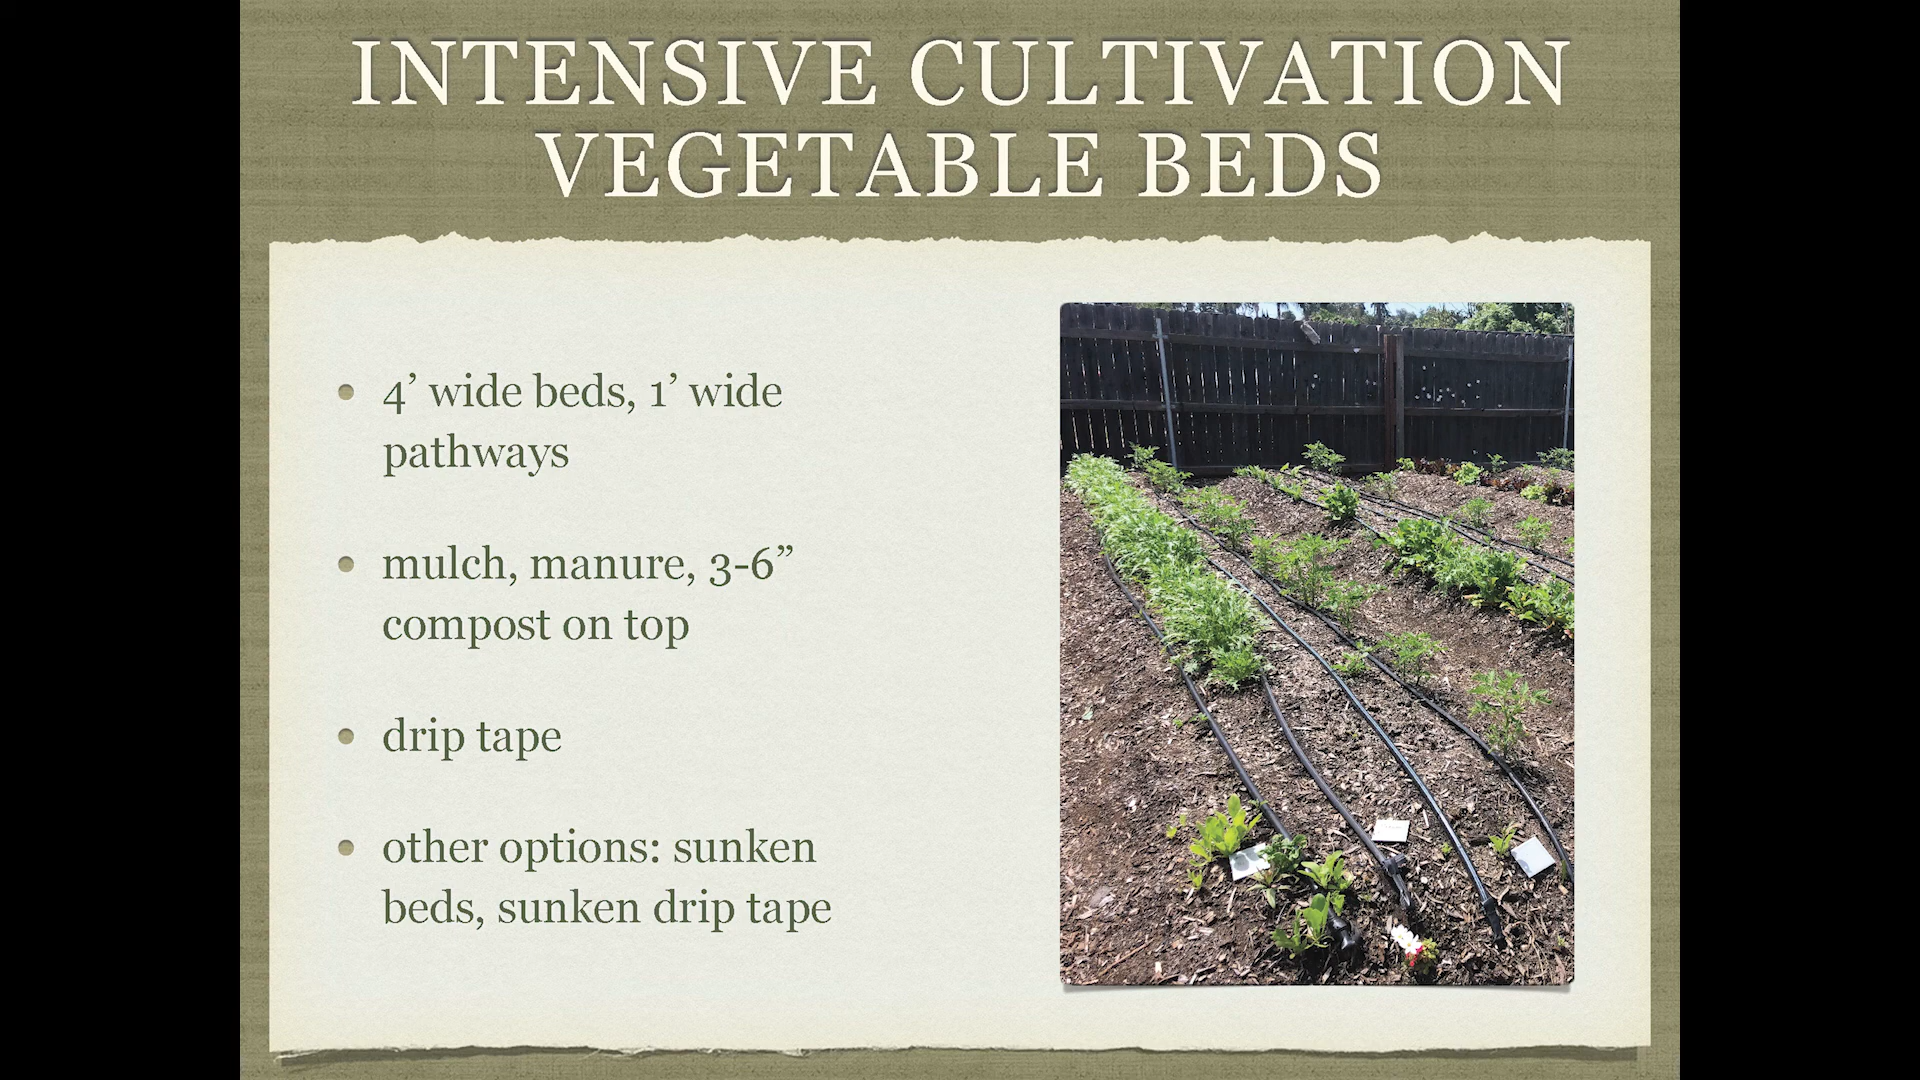 INTENSIVE CULTIVATION
VEGETABLE BEDS
• 4’ wide beds, 1’ wide
pathways
• mulch, manure, 3-6”
compost on top
• drip tape
• other options: sunken
beds, sunken drip tape